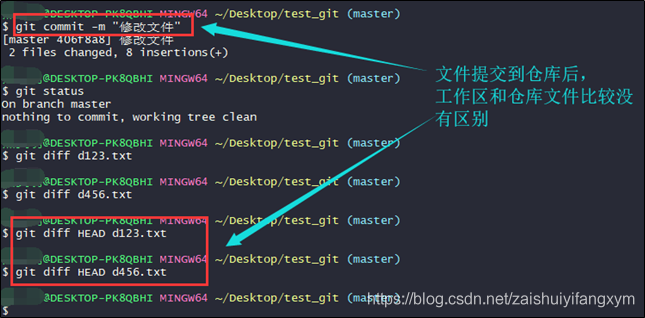 @DESKTOP-PK8QBHI MINGW64 ~/Desktop/test_git (master)
$ git commit -m "修改文件"
[master 406f8a8] 修改文件
2 files changed, 8 insertions(+)
@DESKTOP-PK8QBHI MINGW64 ~/Desktop/test_git (master)
$ git status
On branch master
nothing to commit, working tree clean
@DESKTOP-PK8QBHI MINGW64 ~/Desktop/test_git (master)
$ git diff d123.txt
@DESKTOP-PK8QBHI MINGW64 ~/Desktop/test_git (master)
$ git diff d456.txt
@DESKTOP-PK8QBHI MINGW64 ~/Desktop/test_git (master)
$ git diff HEAD d123.txt
@DESKTOP-PK8QBHI MINGW64 ~/Desktop/test_git (master)
$ git diff HEAD d456.txt
@DESKTOP-PK8QBHI MINGW64 ~/Desktop/test_git (master)
$
文件提交到仓库后，
工作区和仓库文件比较没
有区别
https://blog.csdn.net/zaishuiyifangxym